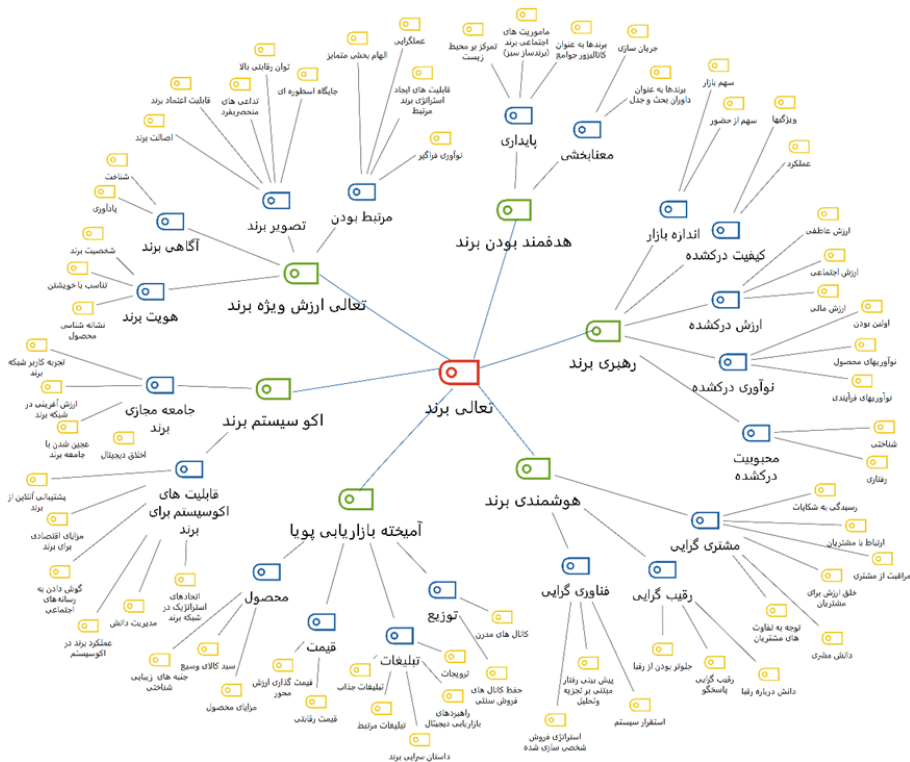 عملگرایی
الهام بخشی متمایز
توان رقابتی بالا
تداعی های
منحصربفرد
قابلیت اعتماد برند
اصالت برند
جایگاه اسطوره ای
قابلیت های ایجاد
استراتژی برند
مرتبط
نوآوری فراگیر
شناخت
یادآوری
مرتبط بودن
تصویر برند
آگاهی برند
شخصیت برند
تناسب با خویشتن
نشانه شناسی
محصول
هویت برند
تعالی ارزش ویژه برند
تمرکز بر محیط
زیست
ماموریت های
اجتماعی برند
(برندساز سبز)
برندها به عنوان
کاتالیزور جوامع
جریان سازی
برندها به عنوان
داوران بحث و جدل
پایداری
معنابخشی
هدفمند بودن برند
سهم بازار
سهم از حضور
ویژگیها
عملکرد
اندازه بازار
کیفیت درکشده
ارزش عاطفی
ارزش اجتماعی
ارزش مالی
ارزش درکشده
اولین بودن
نوآوریهای محصول
نوآوریهای فرآیندی
نوآوری درکشده
شناختی
رفتاری
محبوبیت
درکشده
رهبری برند
تعالی برند
تجربه کاربر شبکه
برند
ارزش آفرینی در
شبکه برند
عجین شدن با
جامعه برند
اخلاق دیجیتال
جامعه مجازی
برند
اکو سیستم برند
قابلیت های
اکوسیستم برای
برند
پشتیبانی آنلاین از
برند
مزایای اقتصادی
برای برند
گوش دادن به
رسانه های
اجتماعی
عملکرد برند در
اکوسیستم
مدیریت دانش
اتحادهای
استراتژیک در
شبکه برند
آمیخته بازاریابی پویا
محصول
جنبه های زیبایی
شناختی
سبد کالای وسیع
مزایای محصول
قیمت
قیمت گذاری ارزش
محور
قیمت رقابتی
تبلیغات
تبلیغات جذاب
تبلیغات مرتبط
داستان سرایی برند
راهبردهای
بازاریابی دیجیتال
ترویجات
توزیع
کانال های مدرن
حفظ کانال های
فروش سنتی
هوشمندی برند
فناوری گرایی
استراتژی فروش
شخصی سازی شده
پیش بینی رفتار
مبتنی بر تجزیه
وتحلیل
استقرار سیستم
رقیب گرایی
جلوتر بودن از رقبا
رقیب گرایی
پاسخگو
دانش درباره رقبا
مشتری گرایی
رسیدگی به شکایات
ارتباط با مشتریان
مراقبت از مشتری
خلق ارزش برای
مشتریان
توجه به تفاوت
های مشتریان
دانش مشری